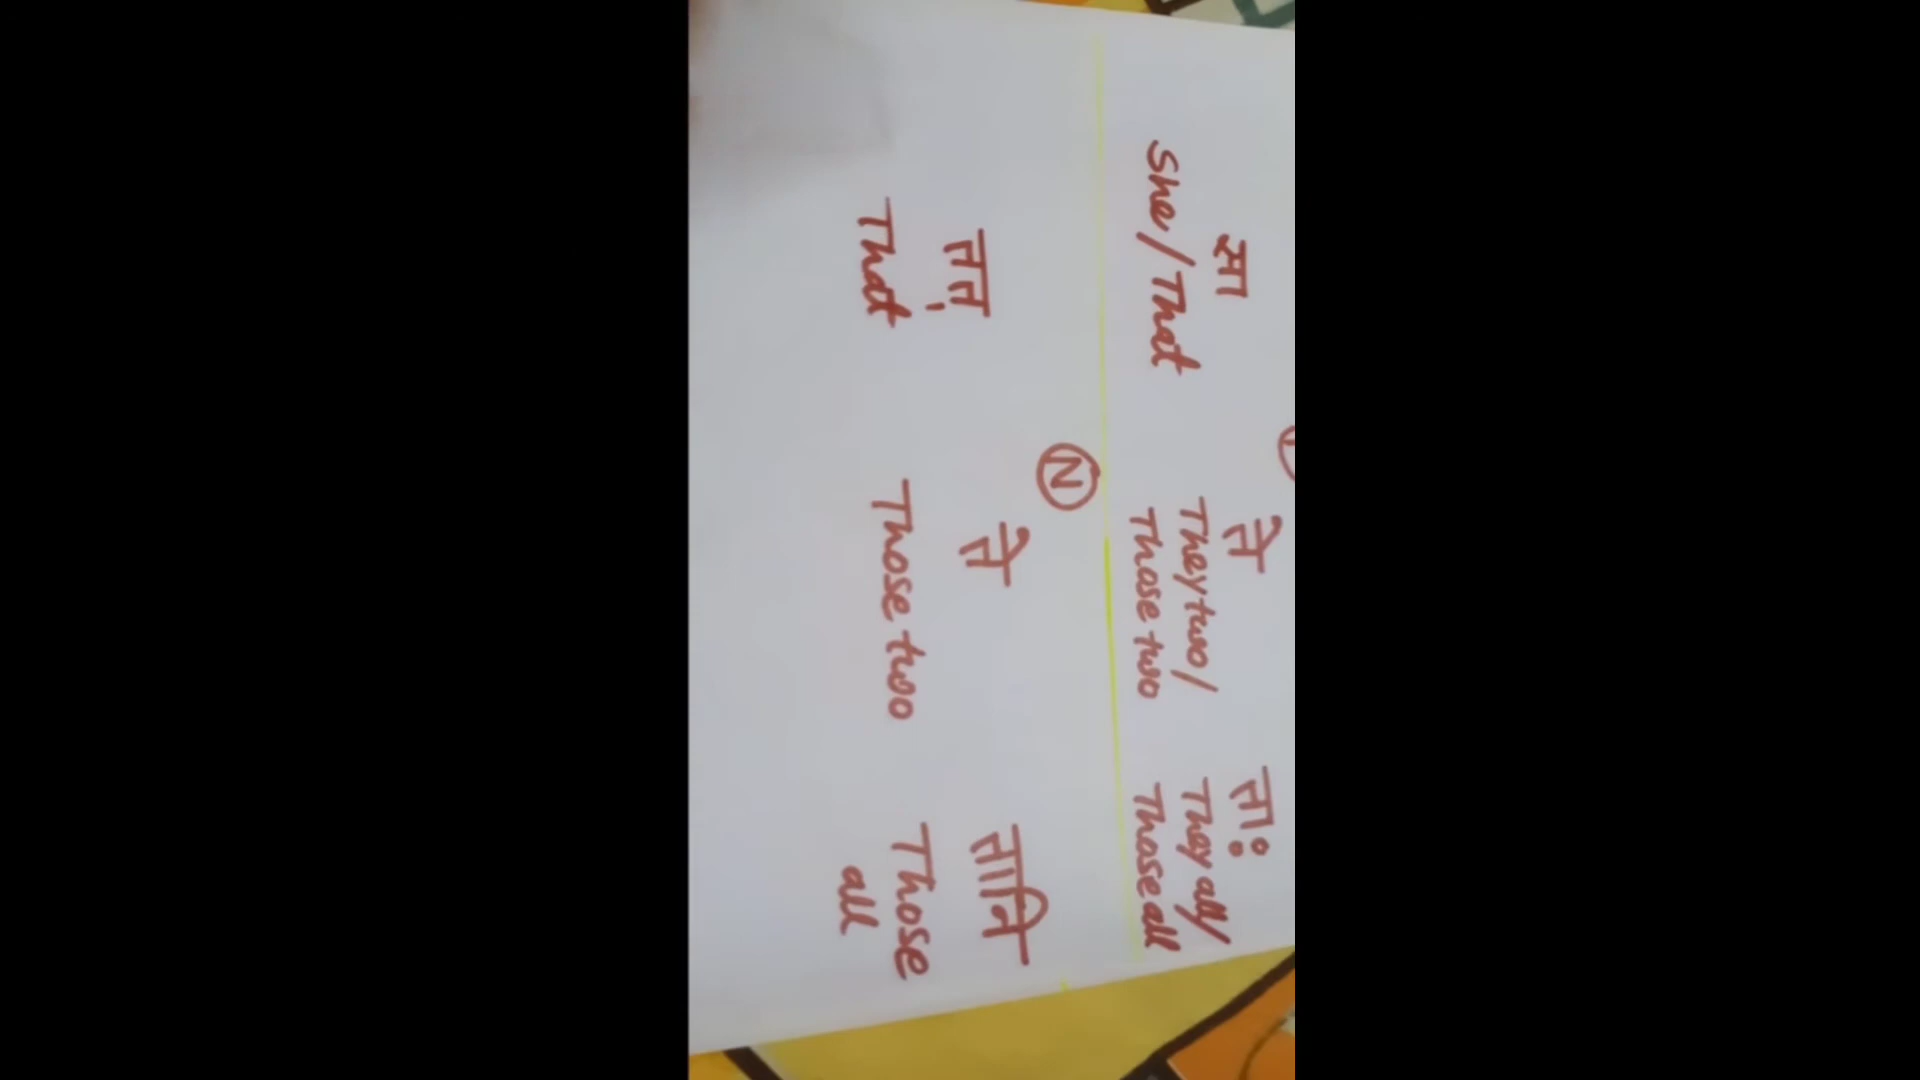 सा ते ताः
She/That They two/ They all/
Those two Those all
N
तत् ते तानि
That Those two Those
all